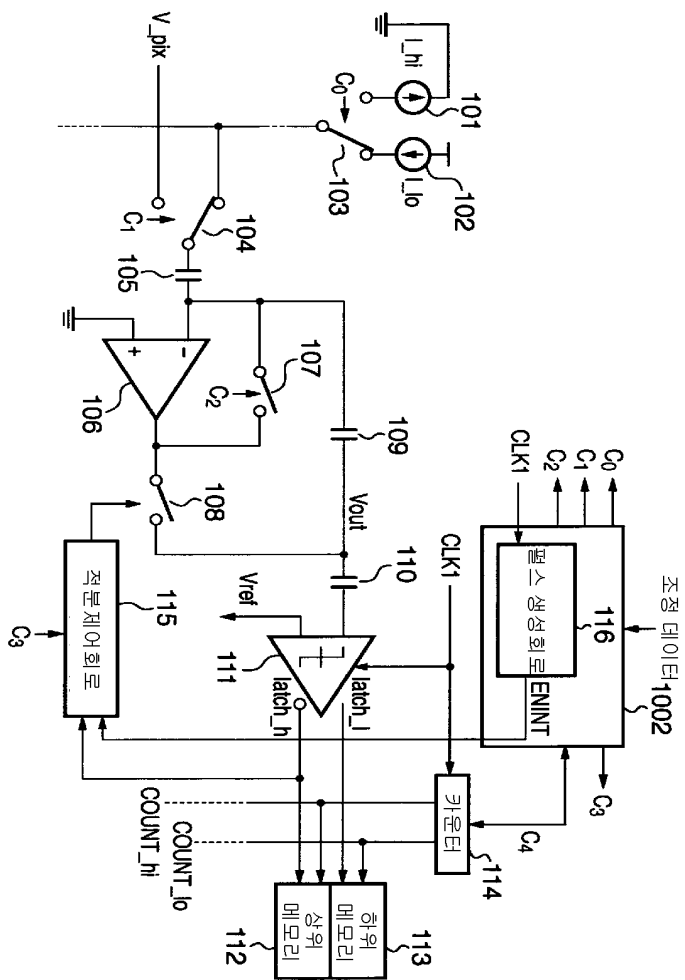 조정 데이터
1002
116
펄스 생성회로
ENINT
CLK1
C0
C1
C2
C3
C4
CLK1
카운터
114
I_hi
101
I_lo
102
C0
103
V_pix
C1
104
105
106
-
+
107
C2
108
109
Vout
110
111
Vref
latch_l
latch_h
적분제어회로
115
C3
COUNT_lo
COUNT_hi
하위
메모리
113
상위
메모리
112